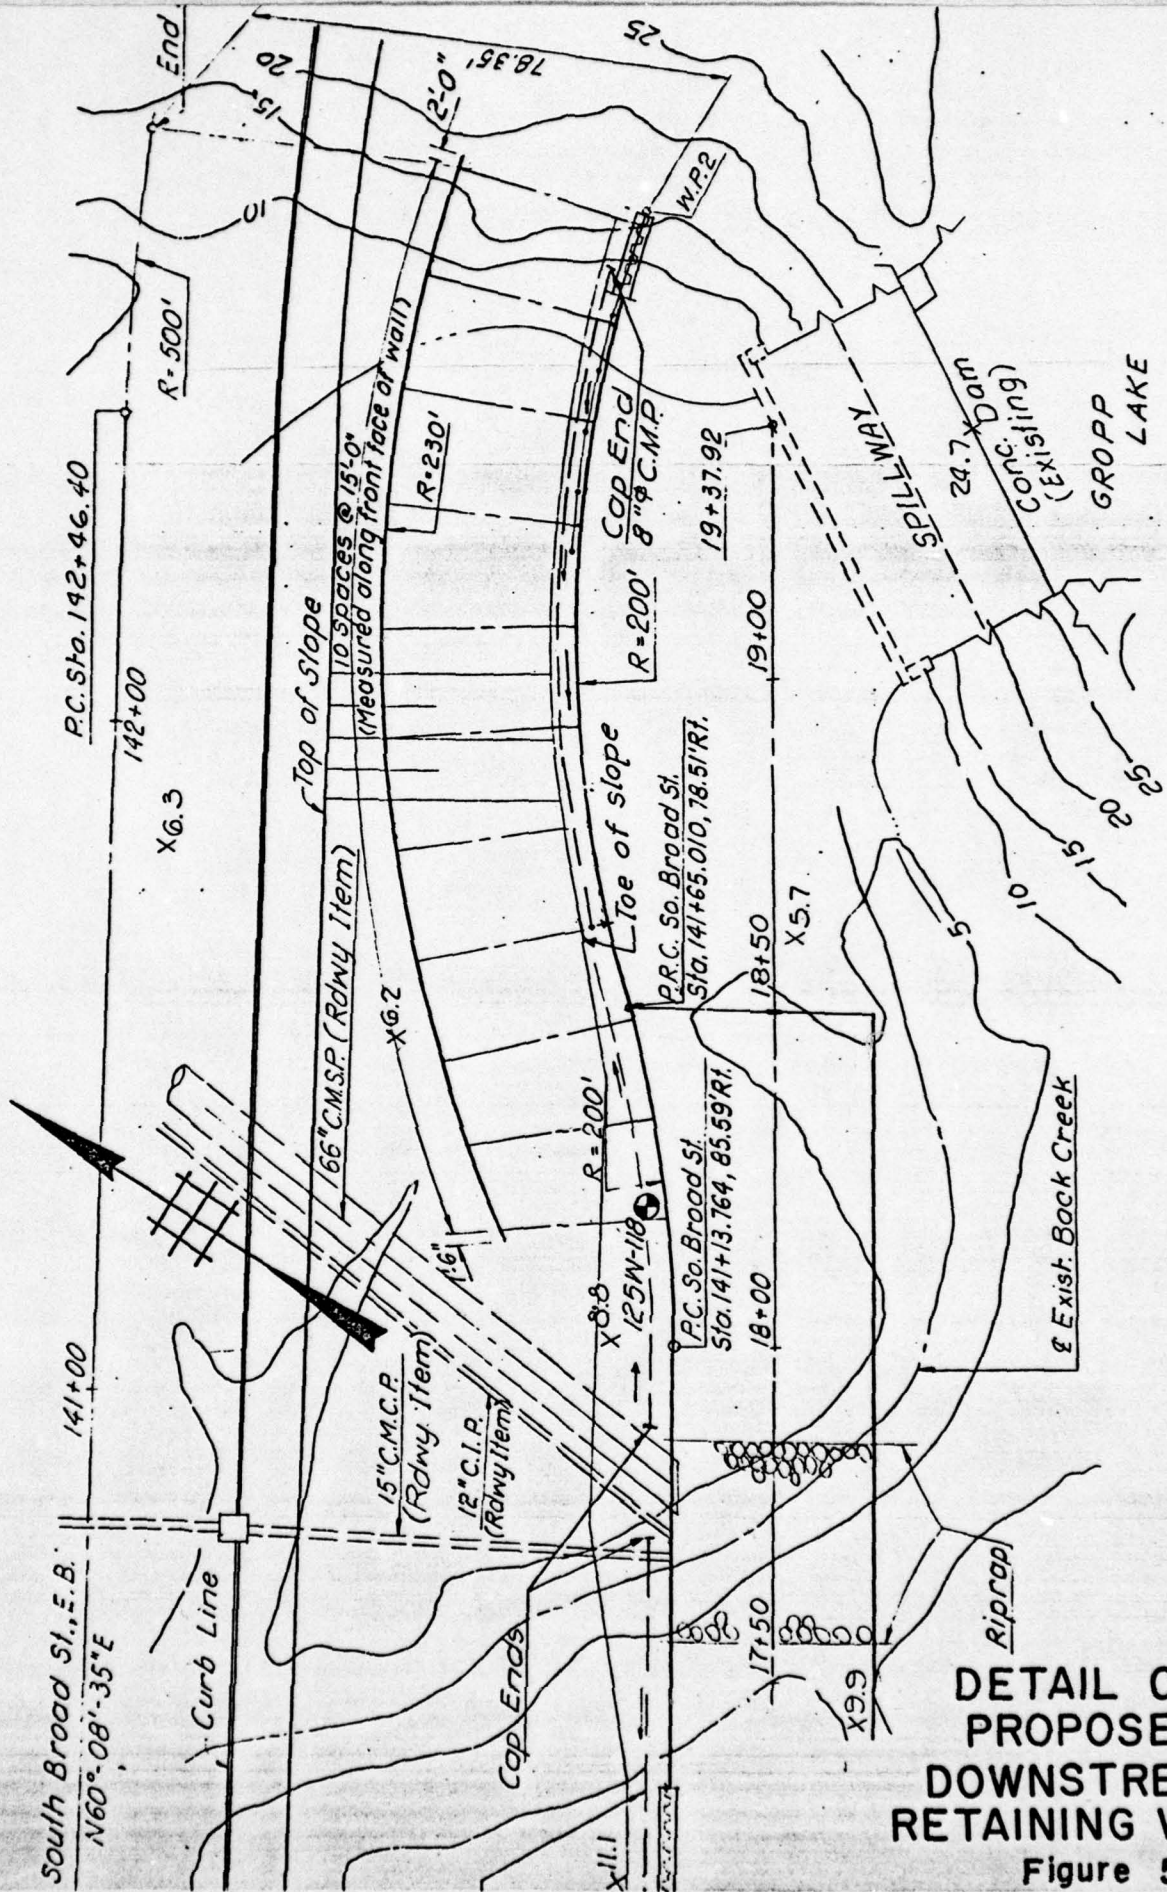 South Broad St., E.B.
N60°-08'-35"E
141+00
142+00
P.C. Sta. 142+46.40
R=500'
End
Curb Line
X6.3
Top of Slope
10 spaces @ 15'-0"
(Measured along front face of wall)
R=230'
2'-0"
78.35'
10
15
20
25
W.P.2
166" C.M.S.P. (Rdwy Item)
X6.2
15" C.M.C.P.
(Rdwy Item)
12" C.I.P.
(Rdwy Item)
Cap Ends
X8.8
125W-118
R=200'
Toe of slope
R=200'
Cap End
8"φ C.M.P.
P.C. So. Broad St.
Sta. 141+13.764, 85.59'Rt.
P.R.C. So. Broad St.
Sta. 141+65.010, 78.51'Rt.
17+50
18+00
18+50
19+00
19+37.92
X11.1
X9.9
X5.7
Riprap
℄ Exist. Back Creek
5
10
15
20
25
SPILLWAY
24.7 X
Conc. Dam
(Existing)
GROPP
LAKE
DETAIL
PROPOSE
DOWNSTRE
RETAINING
Figure 5